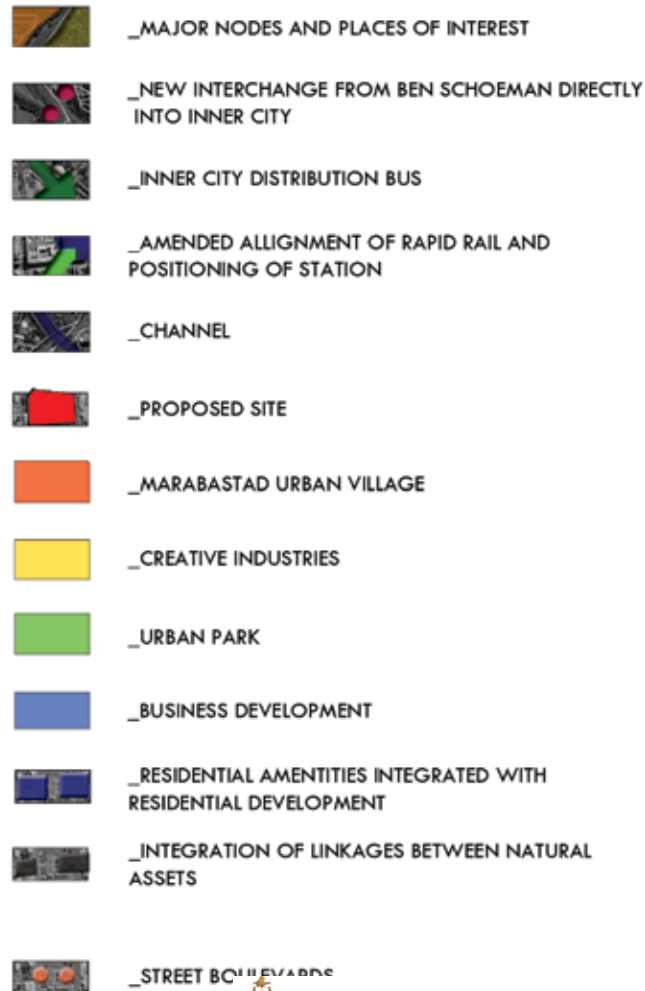 _MAJOR NODES AND PLACES OF INTEREST
_NEW INTERCHANGE FROM BEN SCHOEMAN DIRECTLY
INTO INNER CITY
_INNER CITY DISTRIBUTION BUS
_AMENDED ALLIGNMENT OF RAPID RAIL AND
POSITIONING OF STATION
_CHANNEL
_PROPOSED SITE
_MARABASTAD URBAN VILLAGE
_CREATIVE INDUSTRIES
_URBAN PARK
_BUSINESS DEVELOPMENT
_RESIDENTIAL AMENTITIES INTEGRATED WITH
RESIDENTIAL DEVELOPMENT
_INTEGRATION OF LINKAGES BETWEEN NATURAL
ASSETS
_STREET BOULEVARDS